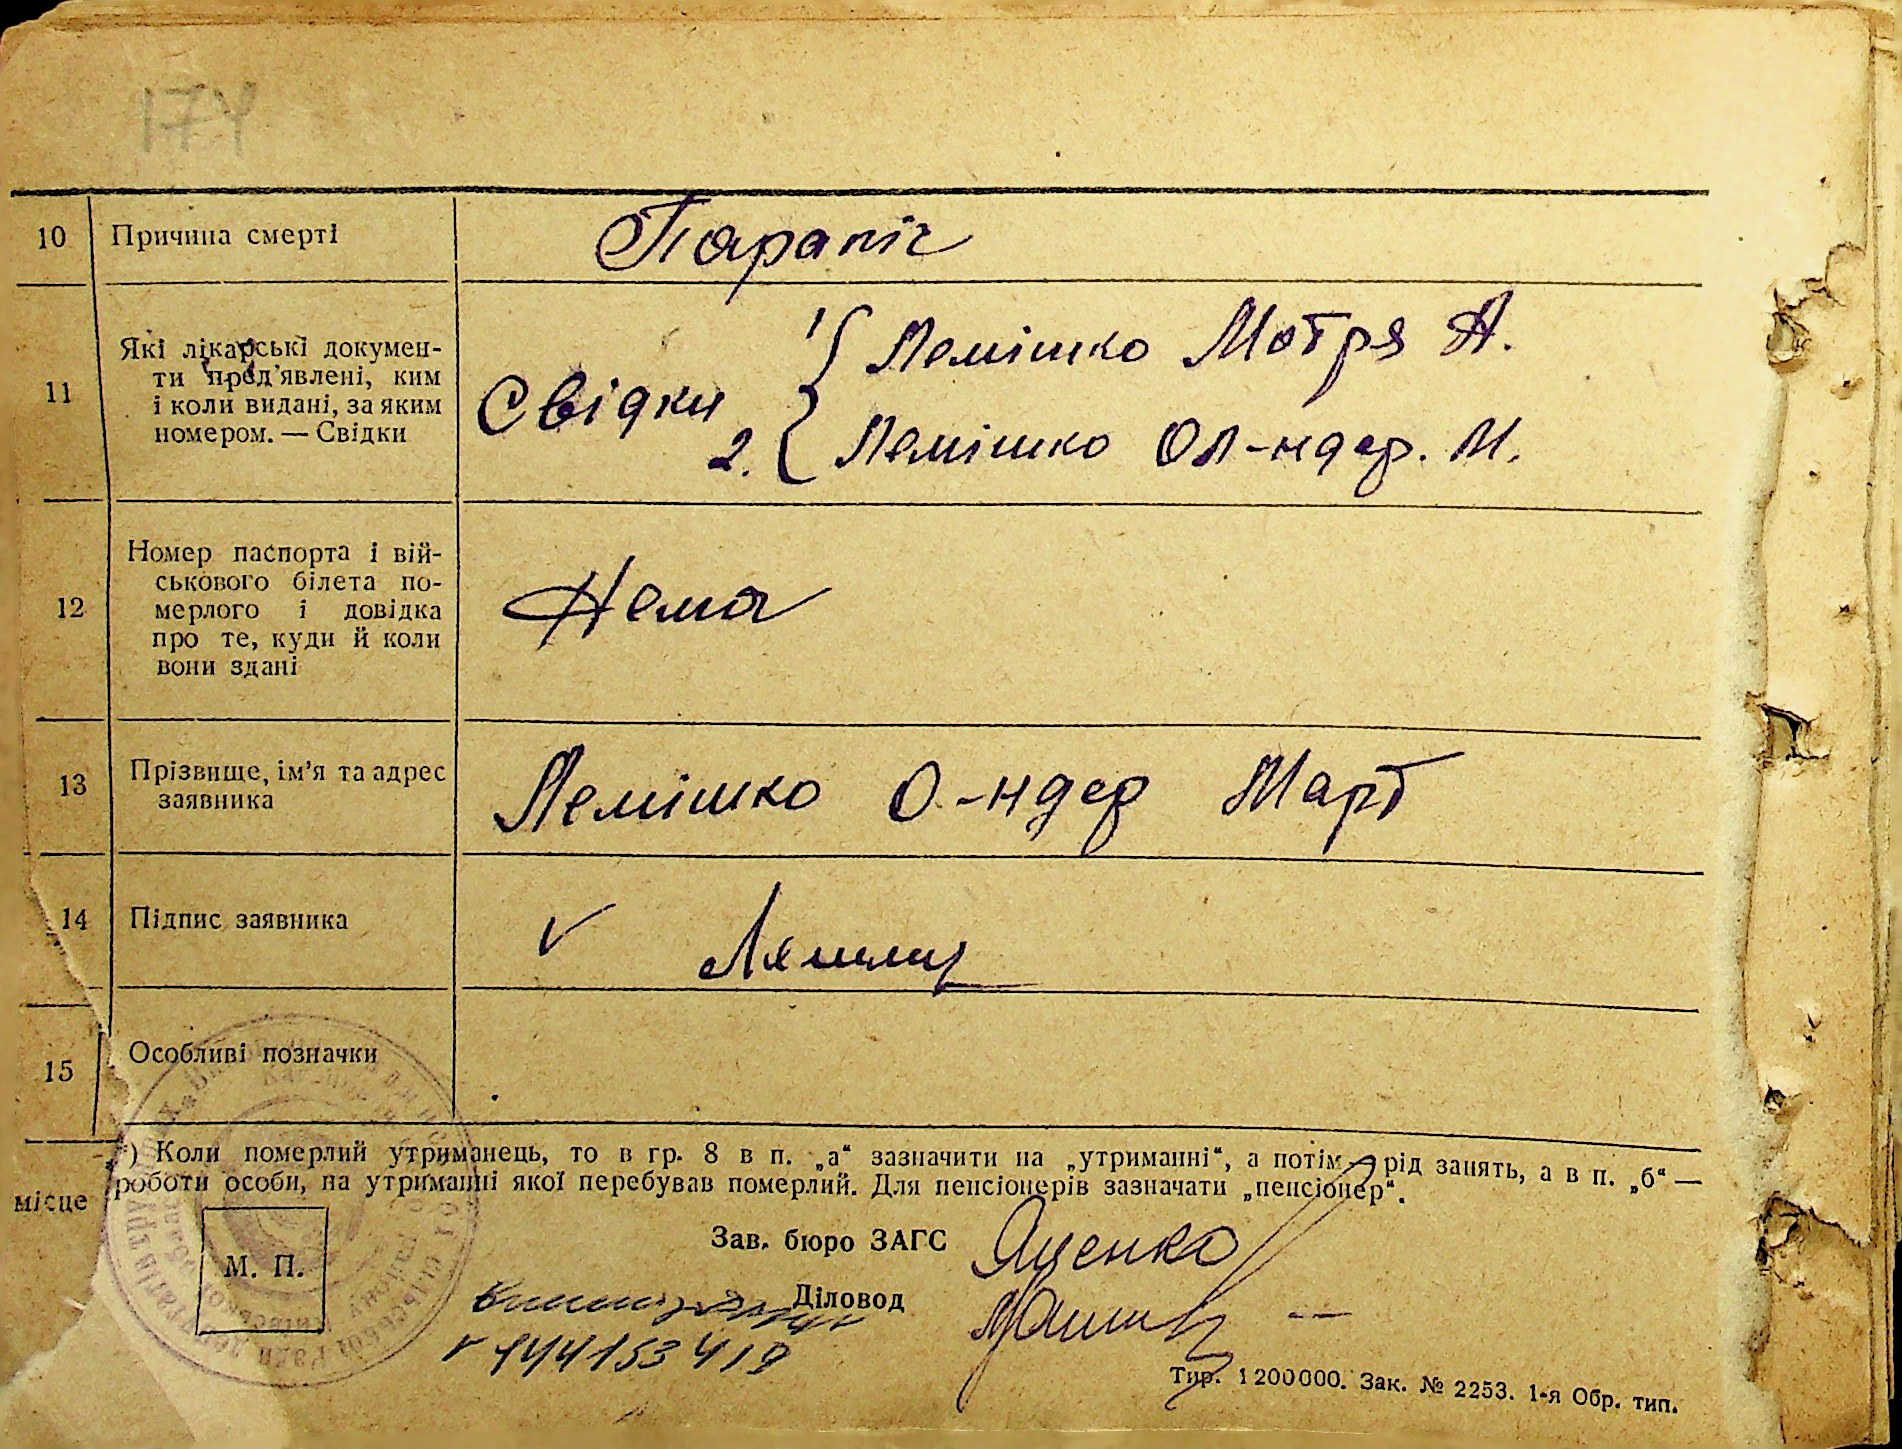 174
10 Причина смерті Параліч
11 Які лікарські докумен-
ти пред'явлені, ким
і коли видані, за яким
номером. — Свідки
Свідки 1) Лемішко Мотря А.
2. Лемішко Ол-ндер. М.
12 Номер паспорта і вій-
ськового білета по-
мерлого і довідка
про те, куди й коли
вони здані
Нема
13 Прізвище, ім'я та адрес
заявника
Лемішко О-ндер Март
14 Підпис заявника
15 Особливі позначки
*) Коли померлий утриманець, то в гр. 8 в п. „а“ зазначити на „утриманні“, а потім рід занять, а в п. „б“ —
місце роботи особи, на утриманні якої перебував померлий. Для пенсіонерів зазначати „пенсіонер“.
М. П.
Зав. бюро ЗАГС Яценко
Діловод
Тир. 1200000. Зак. № 2253. 1-я Обр. тип.